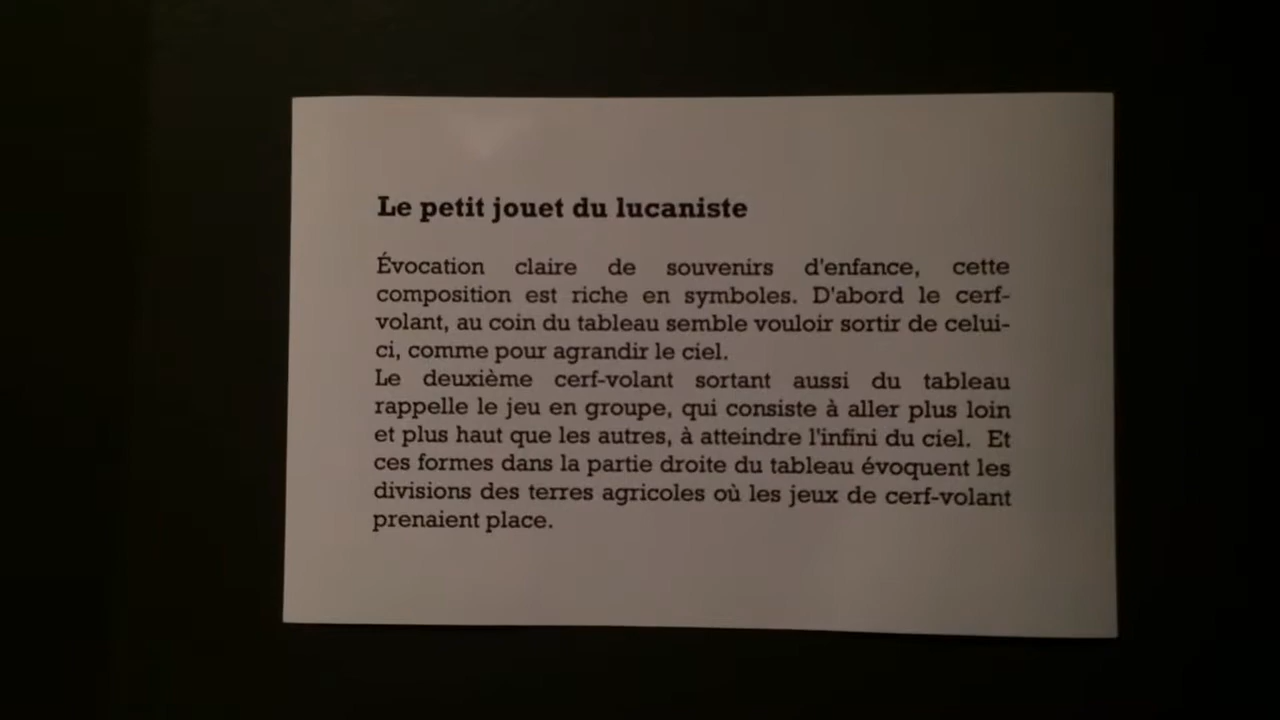 Le petit jouet du lucaniste
Évocation claire de souvenirs d'enfance, cette
composition est riche en symboles. D'abord le cerf-
volant, au coin du tableau semble vouloir sortir de celui-
ci, comme pour agrandir le ciel.
Le deuxième cerf-volant sortant aussi du tableau
rappelle le jeu en groupe, qui consiste à aller plus loin
et plus haut que les autres, à atteindre l'infini du ciel. Et
ces formes dans la partie droite du tableau évoquent les
divisions des terres agricoles où les jeux de cerf-volant
prenaient place.